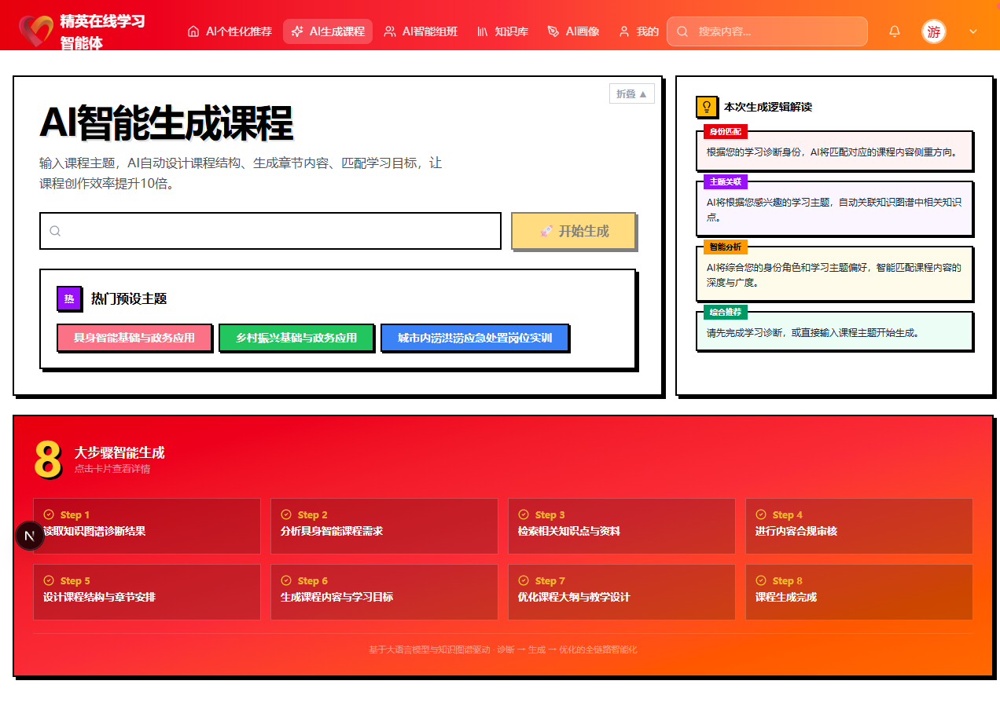 精英在线学习
智能体
AI个性化推荐
AI生成课程
AI智能组班
知识库
AI画像
我的
搜索内容...
游
折叠 ▲
AI智能生成课程
输入课程主题，AI自动设计课程结构、生成章节内容、匹配学习目标，让
课程创作效率提升10倍。
开始生成
热
热门预设主题
具身智能基础与政务应用
乡村振兴基础与政务应用
城市内涝洪涝应急处置岗位实训
本次生成逻辑解读
身份匹配
根据您的学习诊断身份，AI将匹配对应的课程内容侧重方向。
主题关联
AI将根据您感兴趣的学习主题，自动关联知识图谱中相关知识
点。
智能分析
AI将综合您的身份角色和学习主题偏好，智能匹配课程内容的
深度与广度。
综合推荐
请先完成学习诊断，或直接输入课程主题开始生成。
8
大步骤智能生成
点击卡片查看详情
Step 1
读取知识图谱诊断结果
Step 2
分析具身智能课程需求
Step 3
检索相关知识点与资料
Step 4
进行内容合规审核
N
Step 5
设计课程结构与章节安排
Step 6
生成课程内容与学习目标
Step 7
优化课程大纲与教学设计
Step 8
课程生成完成
基于大语言模型与知识图谱驱动 · 诊断 → 生成 → 优化的全链路智能化